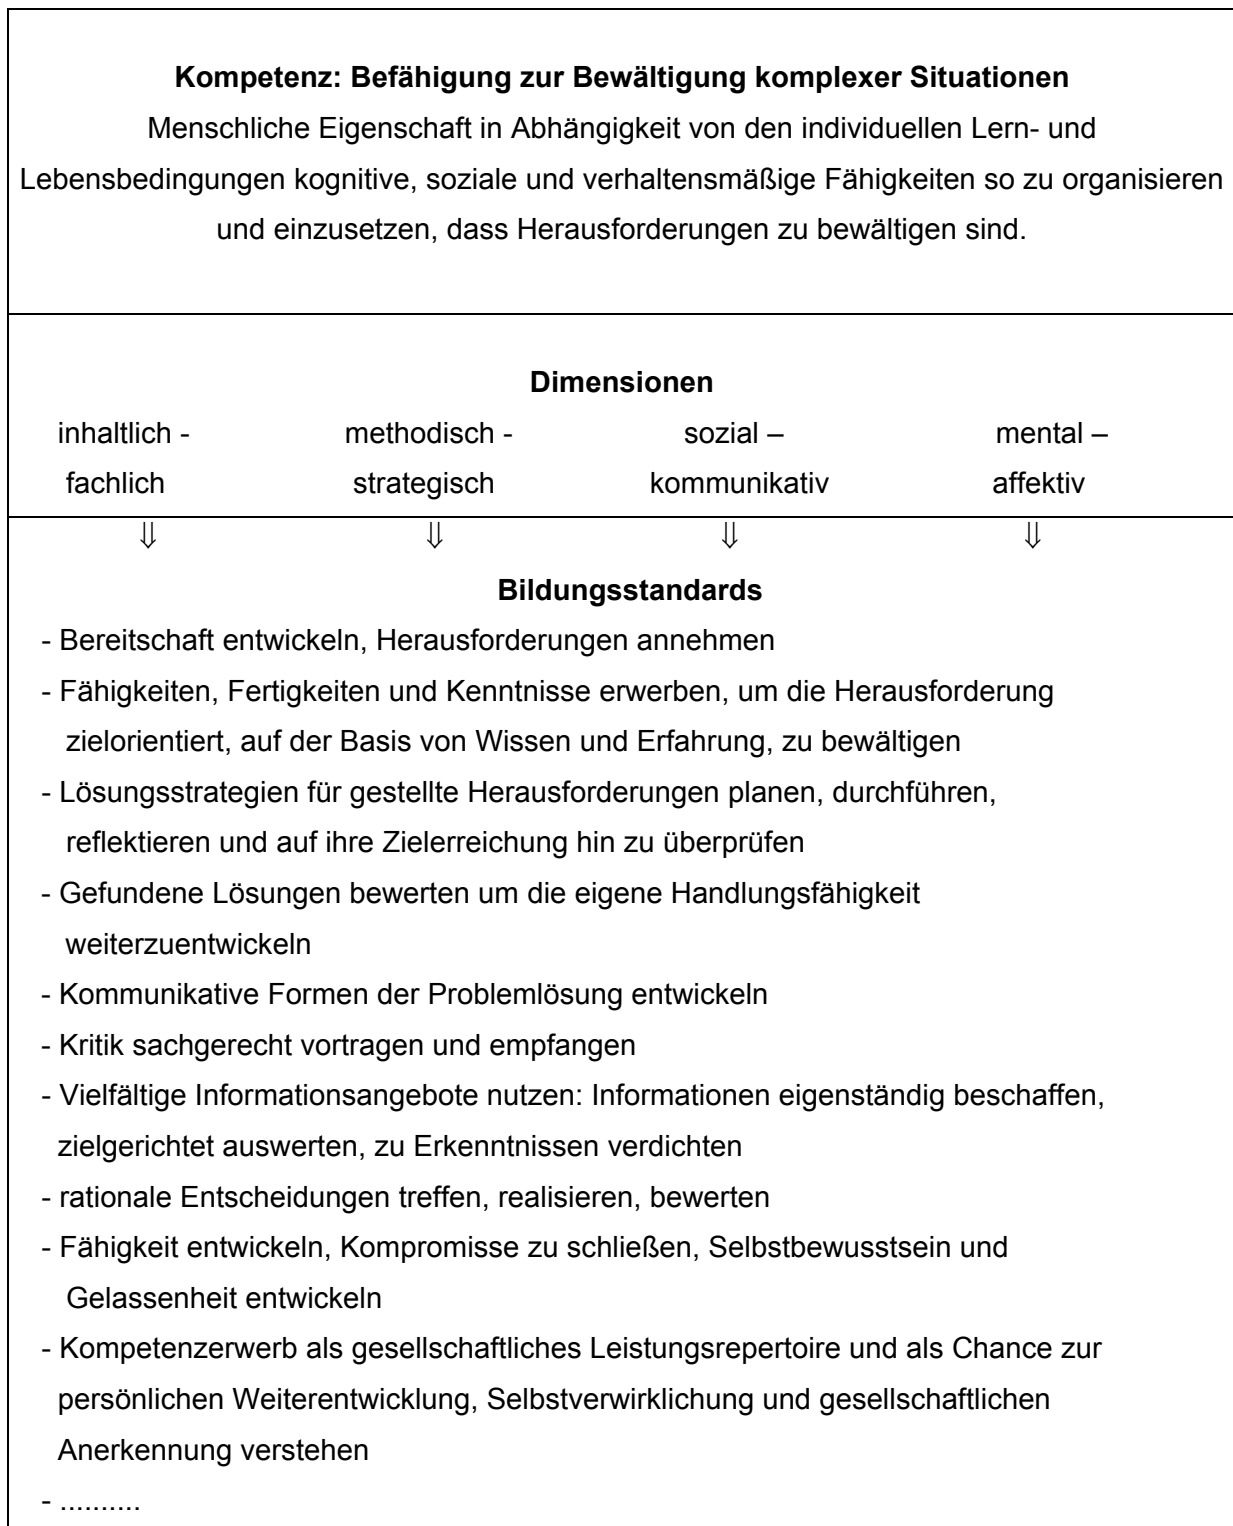 Kompetenz: Befähigung zur Bewältigung komplexer Situationen
Menschliche Eigenschaft in Abhängigkeit von den individuellen Lern- und
Lebensbedingungen kognitive, soziale und verhaltensmäßige Fähigkeiten so zu organisieren
und einzusetzen, dass Herausforderungen zu bewältigen sind.
Dimensionen
inhaltlich - methodisch - sozial – mental –
fachlich strategisch kommunikativ affektiv
⇓ ⇓ ⇓ ⇓
Bildungsstandards
- Bereitschaft entwickeln, Herausforderungen annehmen
- Fähigkeiten, Fertigkeiten und Kenntnisse erwerben, um die Herausforderung
zielorientiert, auf der Basis von Wissen und Erfahrung, zu bewältigen
- Lösungsstrategien für gestellte Herausforderungen planen, durchführen,
reflektieren und auf ihre Zielerreichung hin zu überprüfen
- Gefundene Lösungen bewerten um die eigene Handlungsfähigkeit
weiterzuentwickeln
- Kommunikative Formen der Problemlösung entwickeln
- Kritik sachgerecht vortragen und empfangen
- Vielfältige Informationsangebote nutzen: Informationen eigenständig beschaffen,
zielgerichtet auswerten, zu Erkenntnissen verdichten
- rationale Entscheidungen treffen, realisieren, bewerten
- Fähigkeit entwickeln, Kompromisse zu schließen, Selbstbewusstsein und
Gelassenheit entwickeln
- Kompetenzerwerb als gesellschaftliches Leistungsrepertoire und als Chance zur
persönlichen Weiterentwicklung, Selbstverwirklichung und gesellschaftlichen
Anerkennung verstehen
- ..........